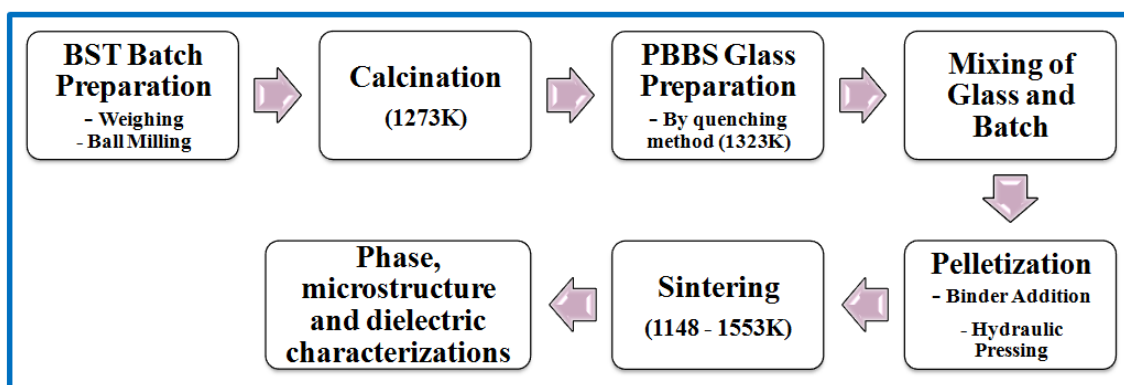 BST Batch
Preparation
- Weighing
- Ball Milling
Calcination
(1273K)
PBBS Glass
Preparation
- By quenching
method (1323K)
Mixing of
Glass and
Batch
Pelletization
- Binder Addition
- Hydraulic
Pressing
Sintering
(1148 - 1553K)
Phase,
microstructure
and dielectric
characterizations